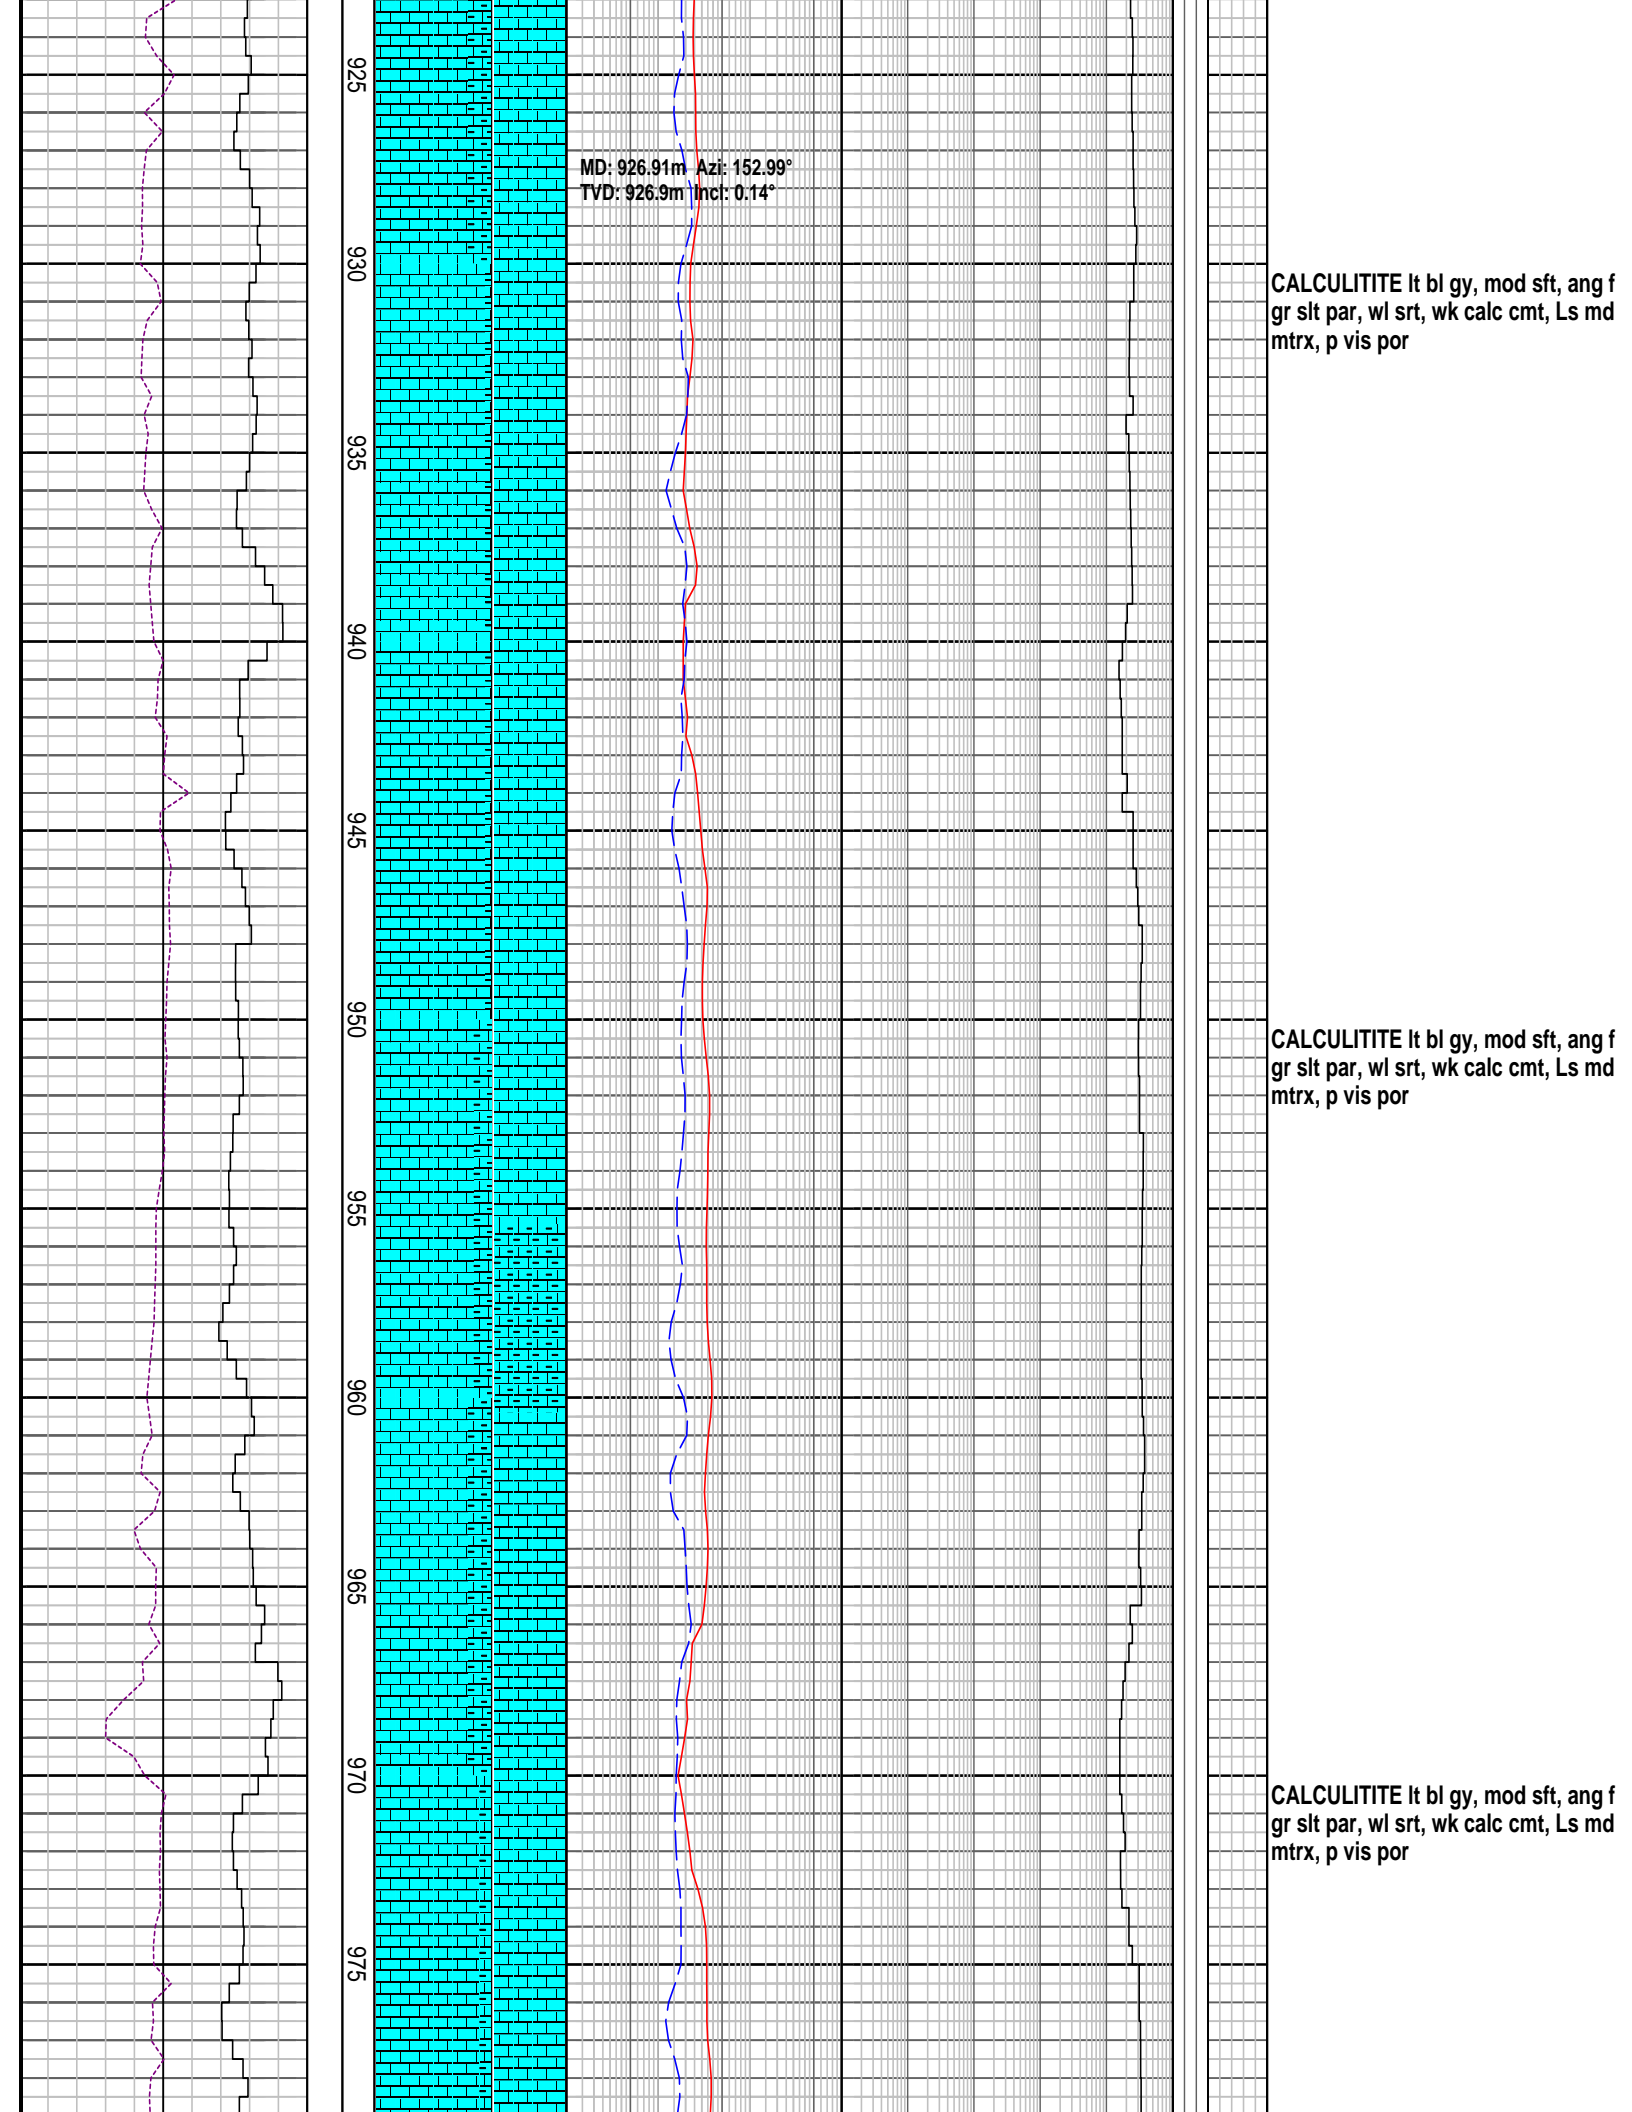 925
MD: 926.91m Azi: 152.99°
TVD: 926.9m Incl: 0.14°
930
CALCULITITE lt bl gy, mod sft, ang f
gr slt par, wl srt, wk calc cmt, Ls md
mtrx, p vis por
935
940
945
950
CALCULITITE lt bl gy, mod sft, ang f
gr slt par, wl srt, wk calc cmt, Ls md
mtrx, p vis por
955
960
965
970
CALCULITITE lt bl gy, mod sft, ang f
gr slt par, wl srt, wk calc cmt, Ls md
mtrx, p vis por
975